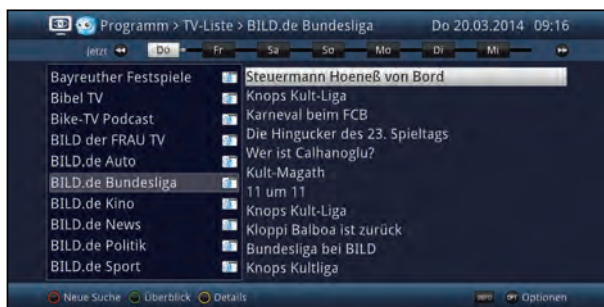 Programm > TV-Liste > BILD.de Bundesliga Do 20.03.2014 09:16
Jetzt Do Fr Sa So Mo Di Mi
Bayreuther Festspiele
Bibel TV
Bike-TV Podcast
BILD der FRAU TV
BILD.de Auto
BILD.de Bundesliga
BILD.de Kino
BILD.de News
BILD.de Politik
BILD.de Sport
Steuermann Hoeneß von Bord
Knops Kult-Liga
Karneval beim FCB
Die Hingucker des 23. Spieltags
Wer ist Calhanoglu?
Kult-Magath
11 um 11
Knops Kult-Liga
Kloppi Balboa ist zurück
Bundesliga bei BILD
Knops Kultliga
Neue Suche Überblick Details Optionen